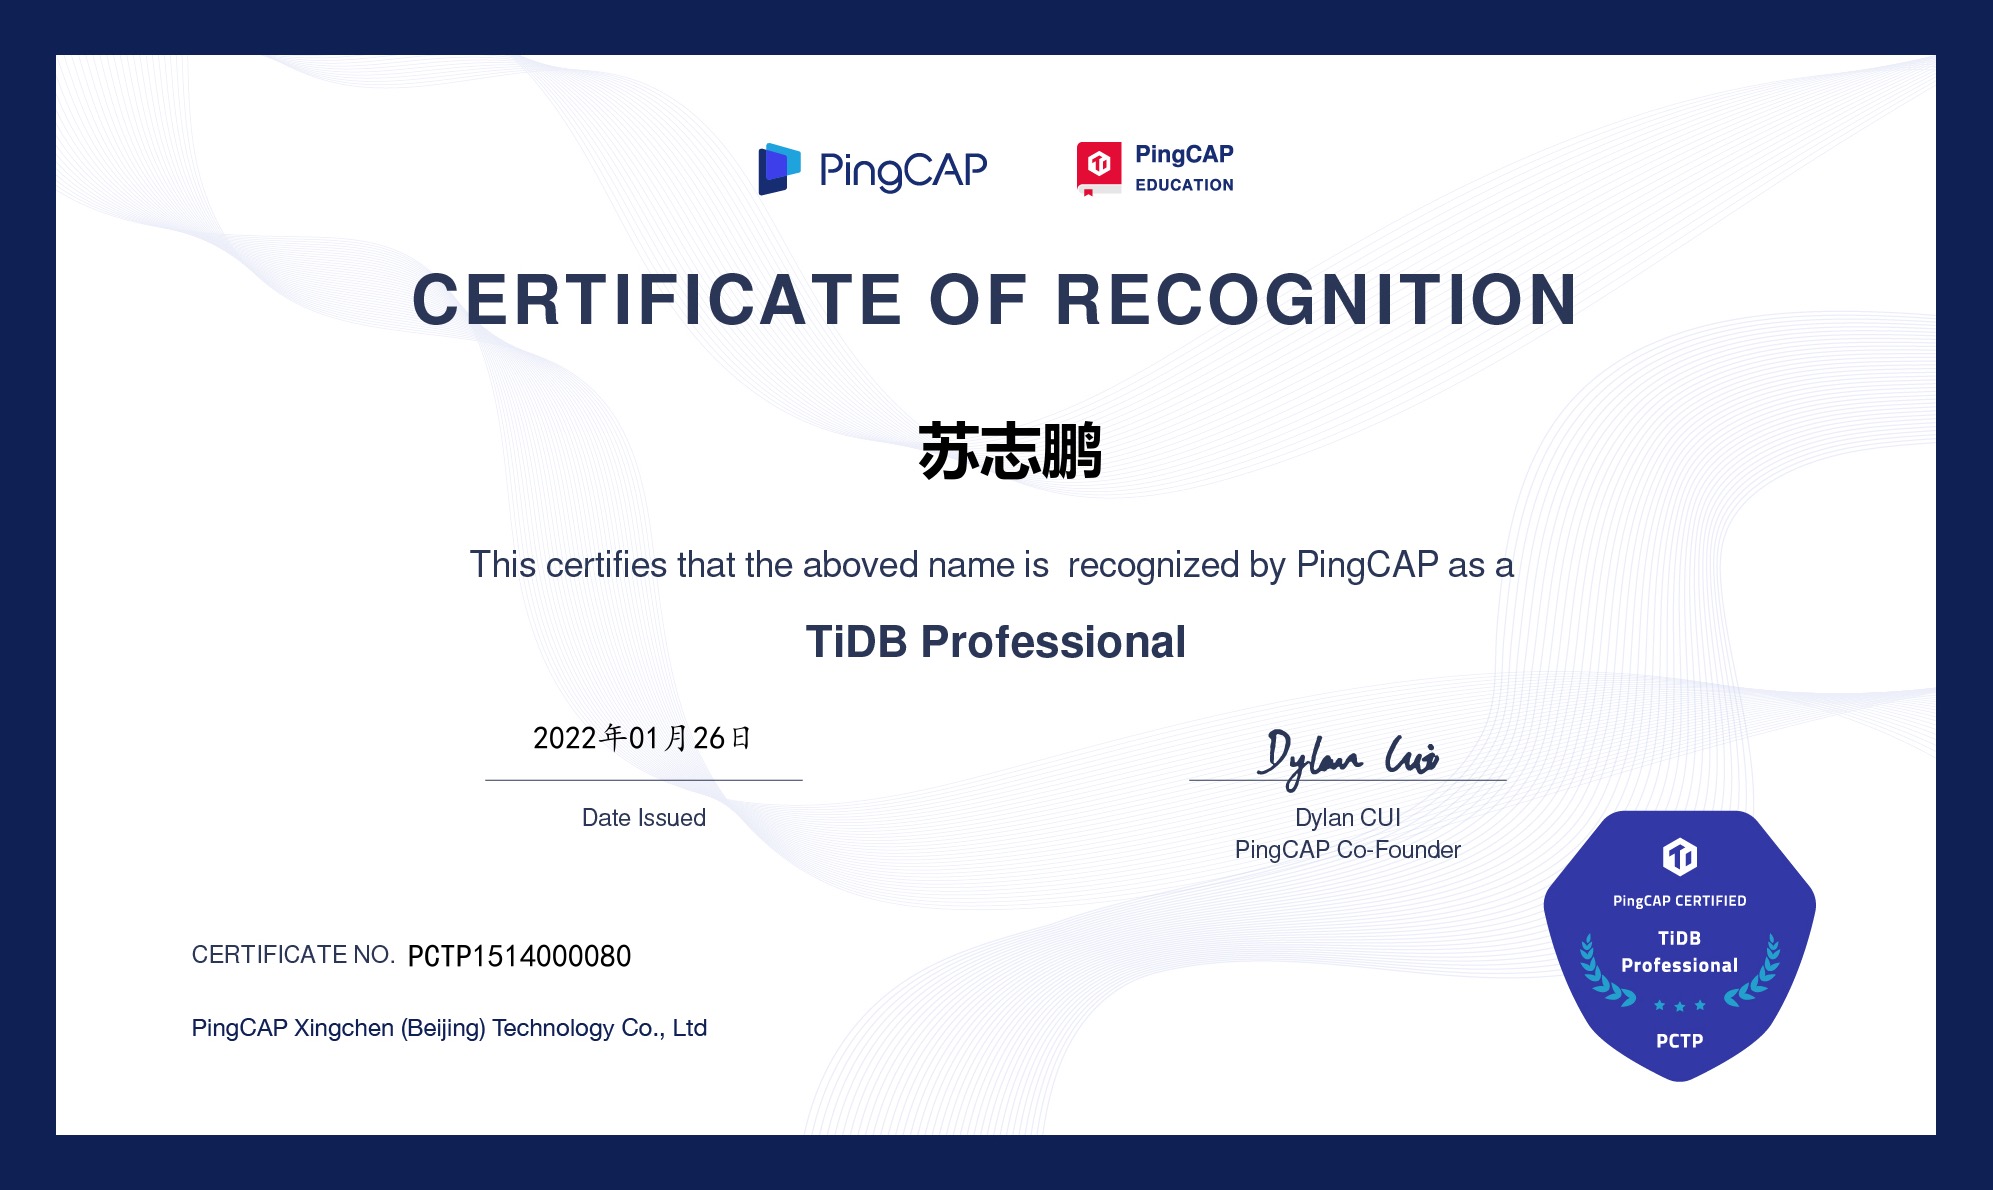 PingCAP
PingCAP
EDUCATION
CERTIFICATE OF RECOGNITION
苏志鹏
This certifies that the aboved name is  recognized by PingCAP as a
TiDB Professional
2022年01月26日
Date Issued
Dylan Cui
Dylan CUI
PingCAP Co-Founder
CERTIFICATE NO. PCTP1514000080
PingCAP Xingchen (Beijing) Technology Co., Ltd
PingCAP CERTIFIED
TiDB
Professional
PCTP